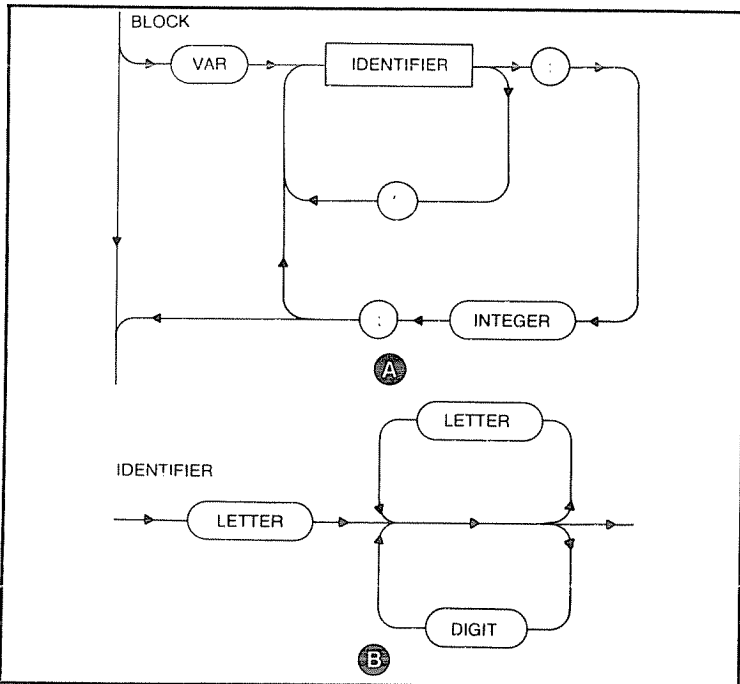 BLOCK
VAR
IDENTIFIER
:
,
:
INTEGER
A
LETTER
IDENTIFIER
LETTER
DIGIT
B